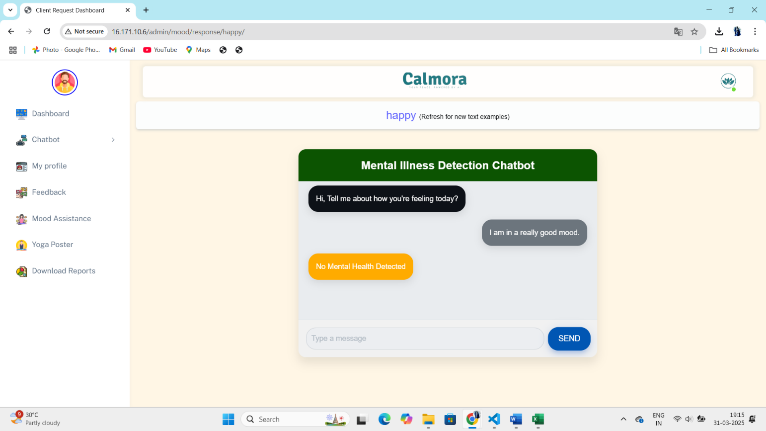 Client Request Dashboard
Not secure
16.171.10.6/admin/mood/response/happy/
Photo - Google Pho...
Gmail
YouTube
Maps
All Bookmarks
Calmora
happy (Refresh for new text examples)
Dashboard
Chatbot
My profile
Feedback
Mood Assistance
Yoga Poster
Download Reports
Mental Illness Detection Chatbot
Hi, Tell me about how you're feeling today?
I am in a really good mood.
No Mental Health Detected
Type a message
SEND
9
30°C
Partly cloudy
Search
ENG
IN
19:15
31-03-2025